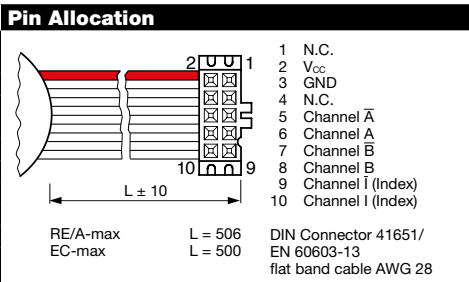 Pin Allocation
2 1
10 9
L ± 10
1 N.C.
2 VCC
3 GND
4 N.C.
5 Channel A̅
6 Channel A
7 Channel B̅
8 Channel B
9 Channel I̅ (Index)
10 Channel I (Index)
RE/A-max L = 506
EC-max L = 500
DIN Connector 41651/
EN 60603-13
flat band cable AWG 28